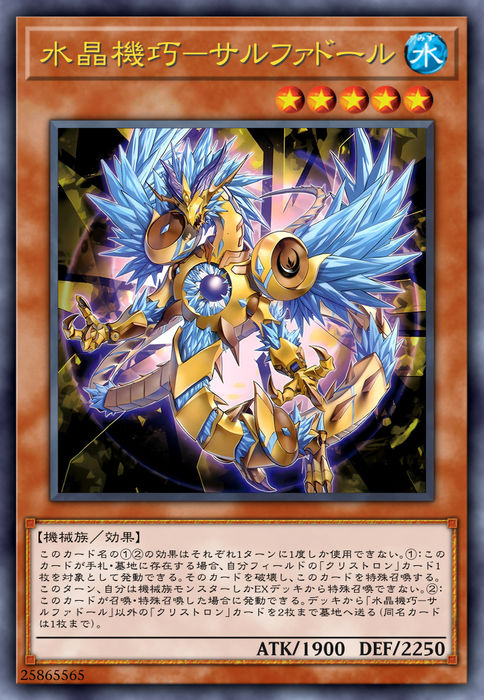 水晶機巧－サルファドール
みず
水
【機械族／効果】
このカード名の①②の効果はそれぞれ1ターンに1度しか使用できない。①：この
カードが手札・墓地に存在する場合、自分フィールドの「クリストロン」カード1
枚を対象として発動できる。そのカードを破壊し、このカードを特殊召喚する。
このターン、自分は機械族モンスターしかEXデッキから特殊召喚できない。②：
このカードが召喚・特殊召喚した場合に発動できる。デッキから「水晶機巧－サ
ルファドール」以外の「クリストロン」カードを2枚まで墓地へ送る（同名カード
は1枚まで）。
ATK/1900 DEF/2250
25865565